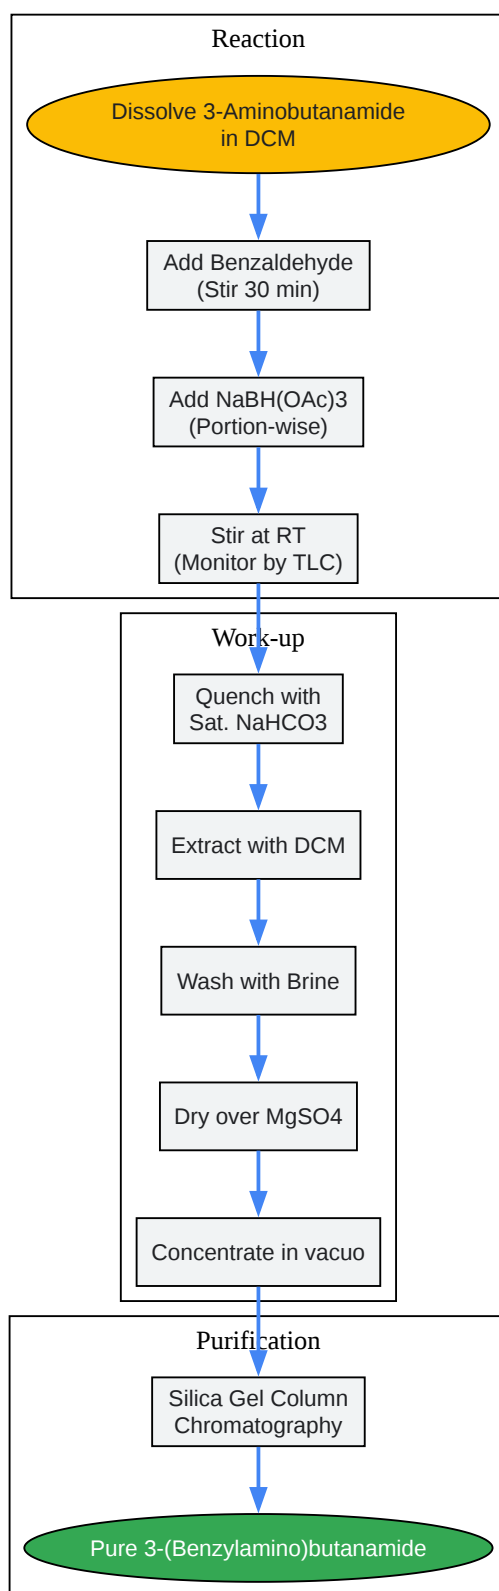 Reaction
Dissolve 3-Aminobutanamide
in DCM
Add Benzaldehyde
(Stir 30 min)
Add NaBH(OAc)3
(Portion-wise)
Stir at RT
(Monitor by TLC)
Work-up
Quench with
Sat. NaHCO3
Extract with DCM
Wash with Brine
Dry over MgSO4
Concentrate in vacuo
Purification
Silica Gel Column
Chromatography
Pure 3-(Benzylamino)butanamide